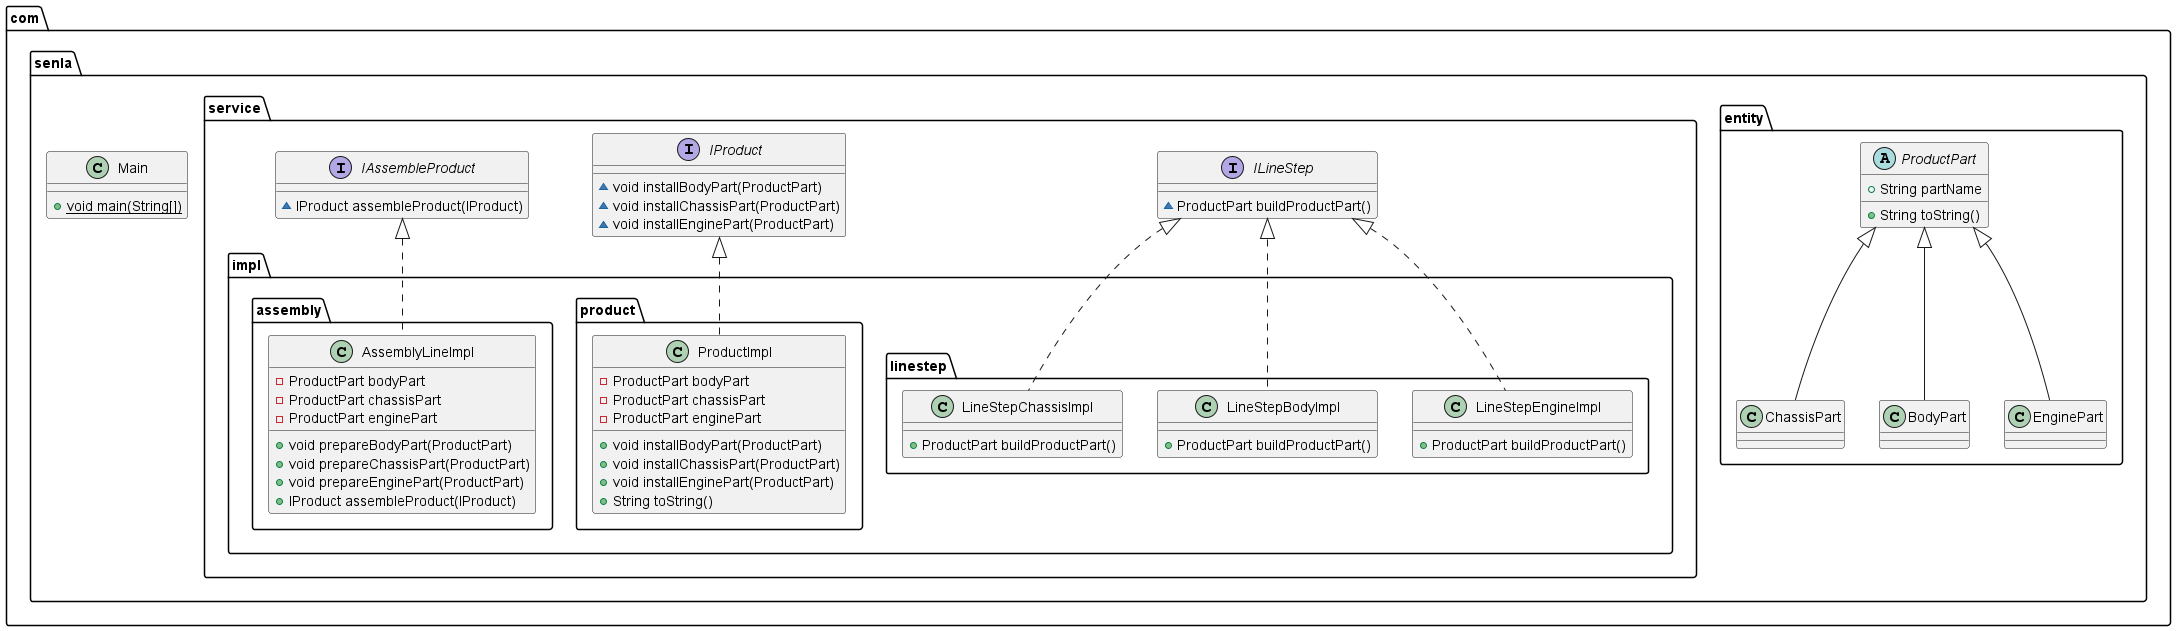 com
senla
service
entity
C Main
void main(String[])
I IAssembleProduct
IProduct assembleProduct(IProduct)
I IProduct
void installBodyPart(ProductPart)
void installChassisPart(ProductPart)
void installEnginePart(ProductPart)
I ILineStep
ProductPart buildProductPart()
A ProductPart
String partName
String toString()
impl
assembly
C AssemblyLineImpl
ProductPart bodyPart
ProductPart chassisPart
ProductPart enginePart
void prepareBodyPart(ProductPart)
void prepareChassisPart(ProductPart)
void prepareEnginePart(ProductPart)
IProduct assembleProduct(IProduct)
product
C ProductImpl
ProductPart bodyPart
ProductPart chassisPart
ProductPart enginePart
void installBodyPart(ProductPart)
void installChassisPart(ProductPart)
void installEnginePart(ProductPart)
String toString()
linestep
C LineStepChassisImpl
ProductPart buildProductPart()
C LineStepBodyImpl
ProductPart buildProductPart()
C LineStepEngineImpl
ProductPart buildProductPart()
C ChassisPart
C BodyPart
C EnginePart